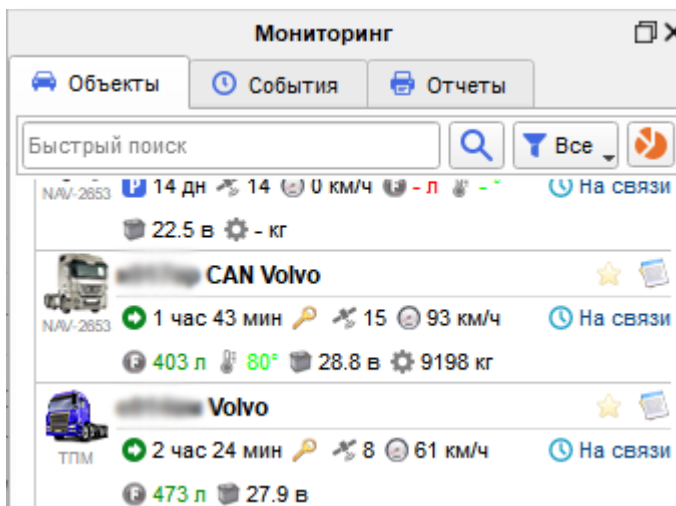 Мониторинг
Объекты События Отчеты
Быстрый поиск Все
NAV-2653 P 14 дн 14 0 км/ч - л - ° На связи
22.5 в - кг
CAN Volvo
NAV-2653 1 час 43 мин 15 93 км/ч На связи
403 л 80° 28.8 в 9198 кг
Volvo
ТПМ 2 час 24 мин 8 61 км/ч На связи
473 л 27.9 в